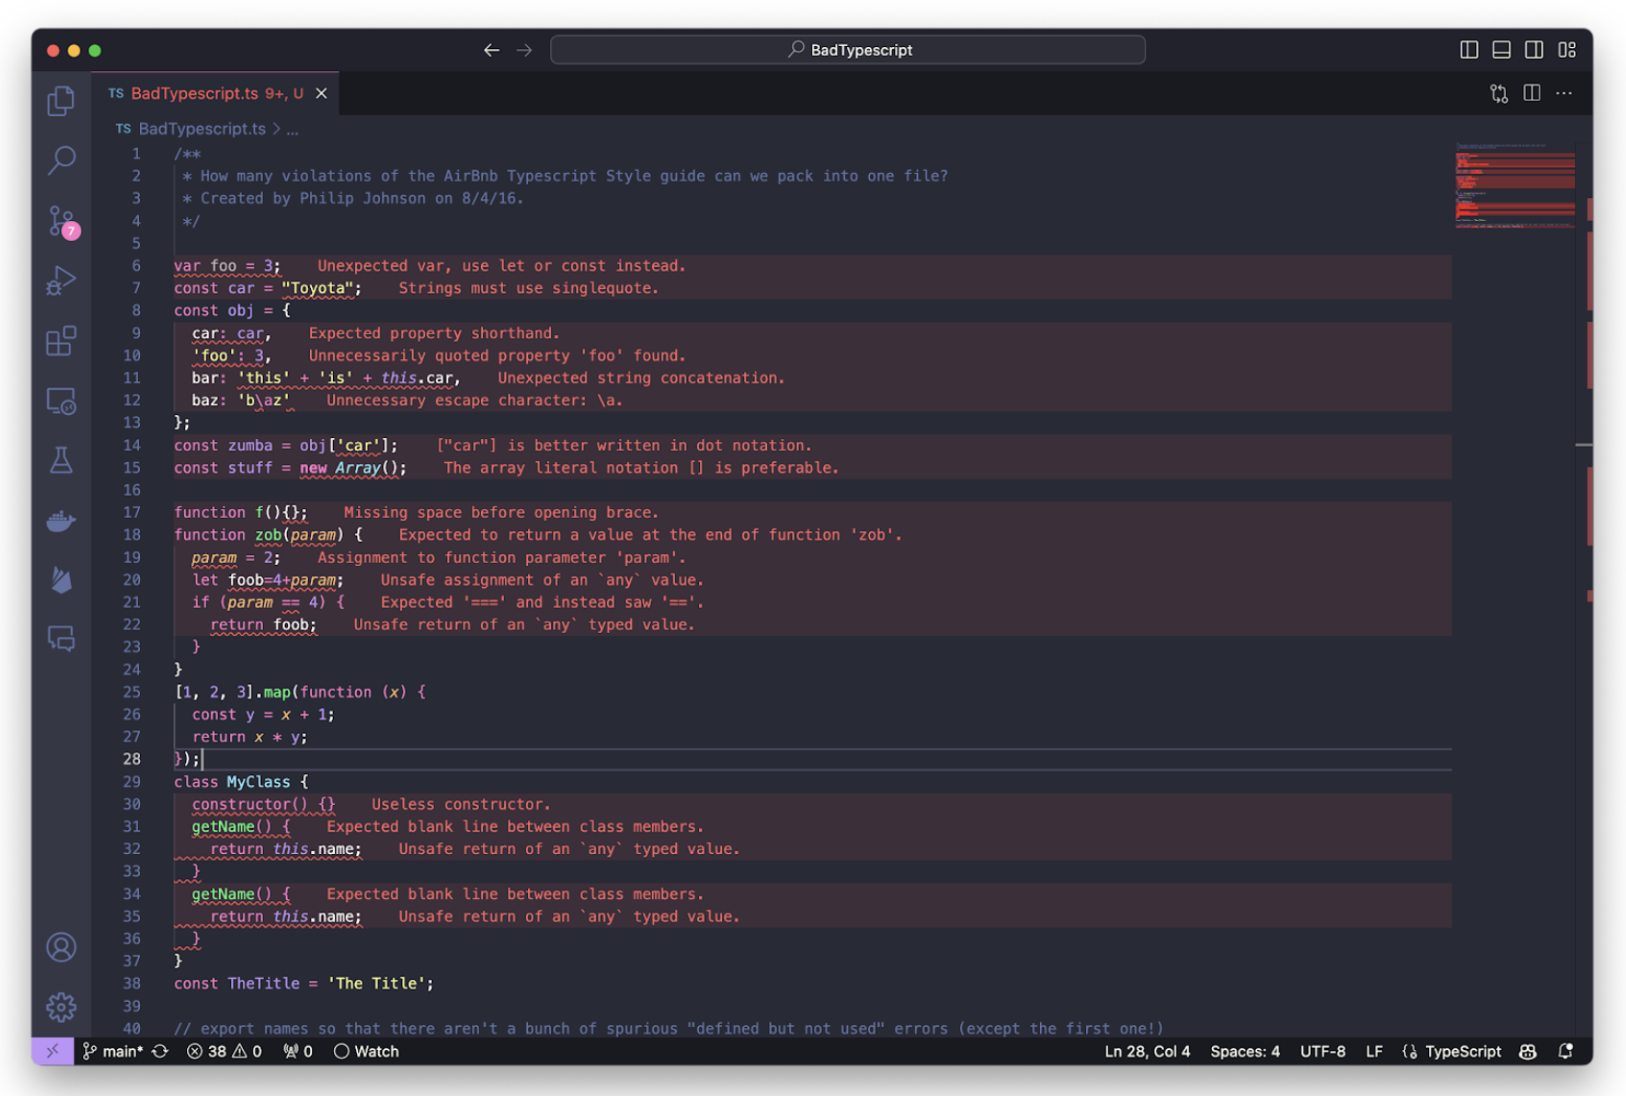 BadTypescript
TS BadTypescript.ts 9+, U
TS BadTypescript.ts > ...
1 /**
2 * How many violations of the AirBnb Typescript Style guide can we pack into one file?
3 * Created by Philip Johnson on 8/4/16.
4 */
5
6 var foo = 3; Unexpected var, use let or const instead.
7 const car = "Toyota"; Strings must use singlequote.
8 const obj = {
9 car: car, Expected property shorthand.
10 'foo': 3, Unnecessarily quoted property 'foo' found.
11 bar: 'this' + 'is' + this.car, Unexpected string concatenation.
12 baz: 'b\az' Unnecessary escape character: \a.
13 };
14 const zumba = obj['car']; ["car"] is better written in dot notation.
15 const stuff = new Array(); The array literal notation [] is preferable.
16
17 function f(){}; Missing space before opening brace.
18 function zob(param) { Expected to return a value at the end of function 'zob'.
19 param = 2; Assignment to function parameter 'param'.
20 let foob=4+param; Unsafe assignment of an `any` value.
21 if (param == 4) { Expected '===' and instead saw '=='.
22 return foob; Unsafe return of an `any` typed value.
23 }
24 }
25 [1, 2, 3].map(function (x) {
26 const y = x + 1;
27 return x * y;
28 });
29 class MyClass {
30 constructor() {} Useless constructor.
31 getName() { Expected blank line between class members.
32 return this.name; Unsafe return of an `any` typed value.
33 }
34 getName() { Expected blank line between class members.
35 return this.name; Unsafe return of an `any` typed value.
36 }
37 }
38 const TheTitle = 'The Title';
39
40 // export names so that there aren't a bunch of spurious "defined but not used" errors (except the first one!)
7
main* 38 0 0 Watch Ln 28, Col 4 Spaces: 4 UTF-8 LF {} TypeScript